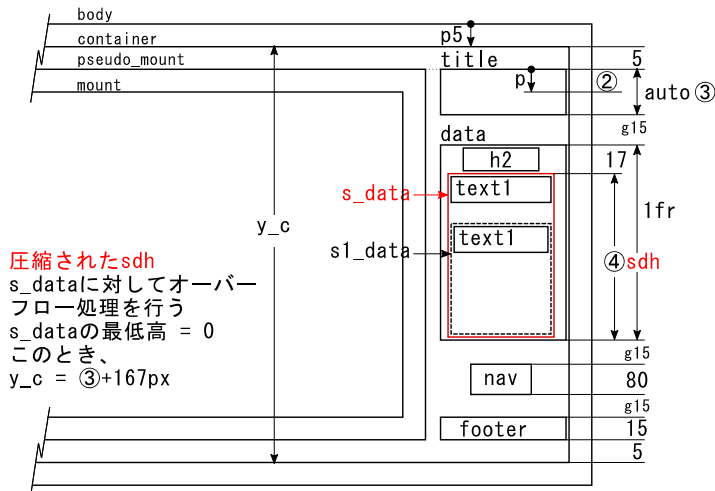 body
container
pseudo_mount
mount
p5
title
5
p
②
auto③
g15
data
h2
17
s_data
text1
1fr
y_c
s1_data
text1
④sdh
圧縮されたsdh
s_dataに対してオーバー
フロー処理を行う
s_dataの最低高 = 0
このとき、
y_c = ③+167px
g15
nav
80
g15
footer
15
5